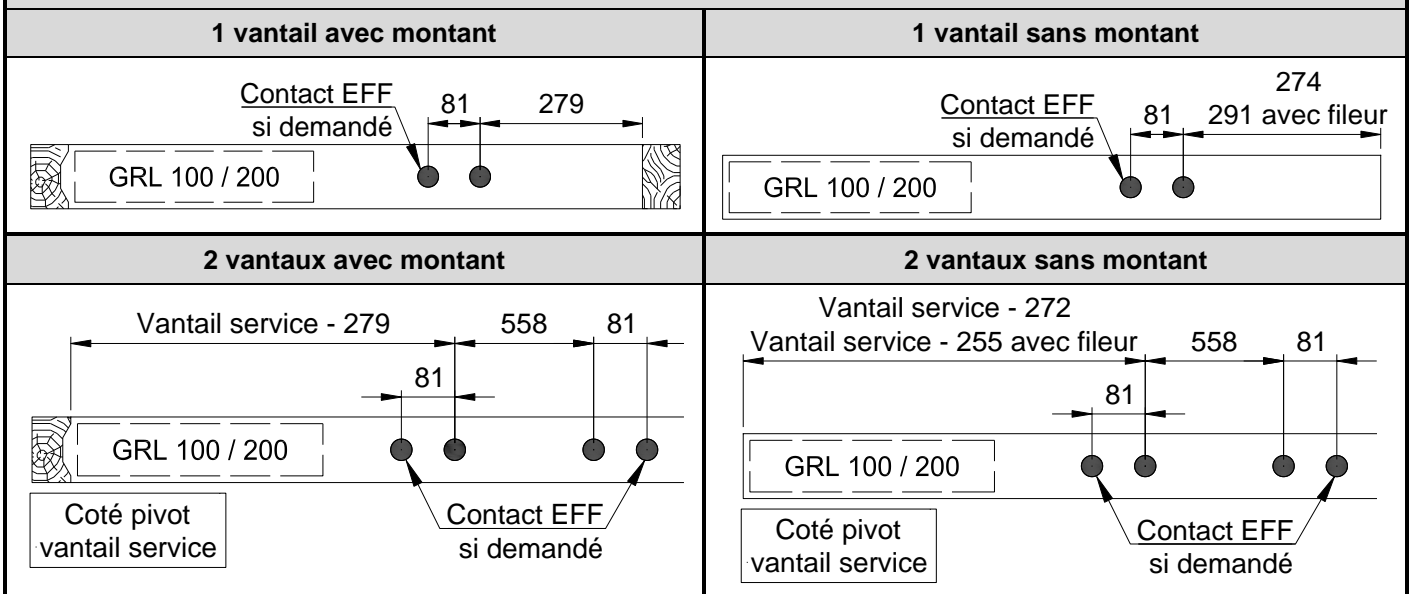 1 vantail avec montant
1 vantail sans montant
Contact EFF
si demandé
81
279
GRL 100 / 200
Contact EFF
si demandé
81
274
291 avec fileur
GRL 100 / 200
2 vantaux avec montant
2 vantaux sans montant
Vantail service - 279
558
81
81
GRL 100 / 200
Coté pivot
vantail service
Contact EFF
si demandé
Vantail service - 272
Vantail service - 255 avec fileur
558
81
81
GRL 100 / 200
Coté pivot
vantail service
Contact EFF
si demandé